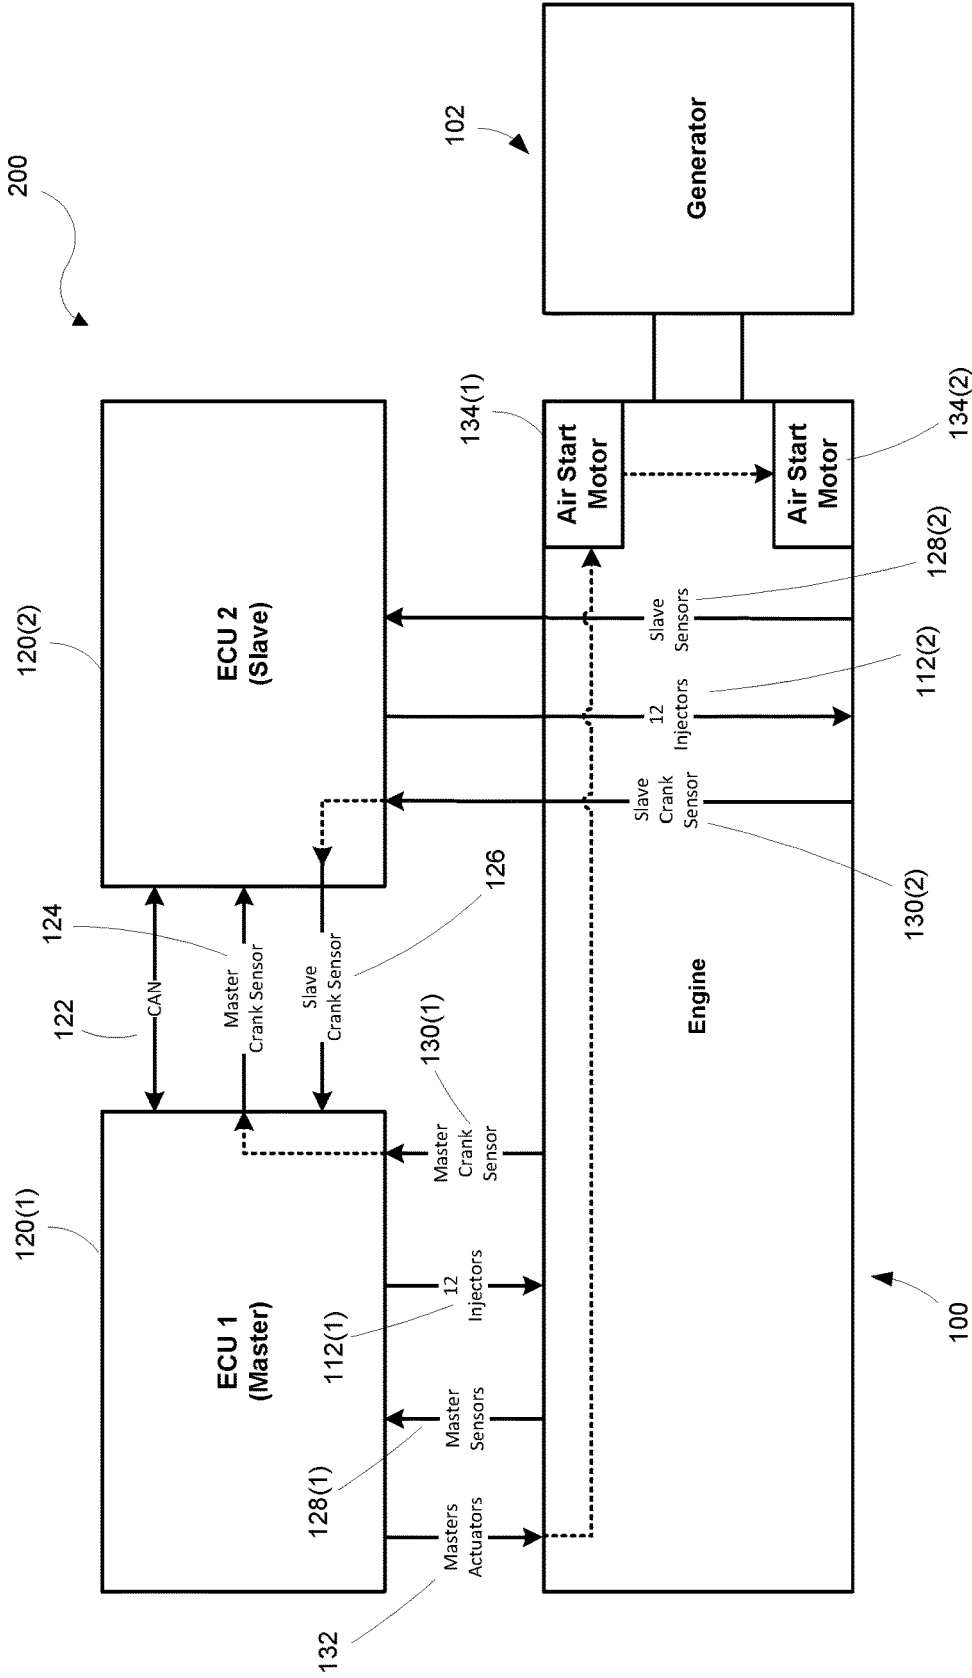 200
120(1)
120(2)
122
124
102
ECU 1
(Master)
ECU 2
(Slave)
CAN
Master
Crank Sensor
Slave
Crank Sensor
126
132
128(1)
112(1)
130(1)
130(2)
112(2)
128(2)
134(1)
134(2)
Masters
Actuators
Master
Sensors
12
Injectors
Master
Crank
Sensor
Slave
Crank
Sensor
12
Injectors
Slave
Sensors
Air Start
Motor
Air Start
Motor
Engine
Generator
100